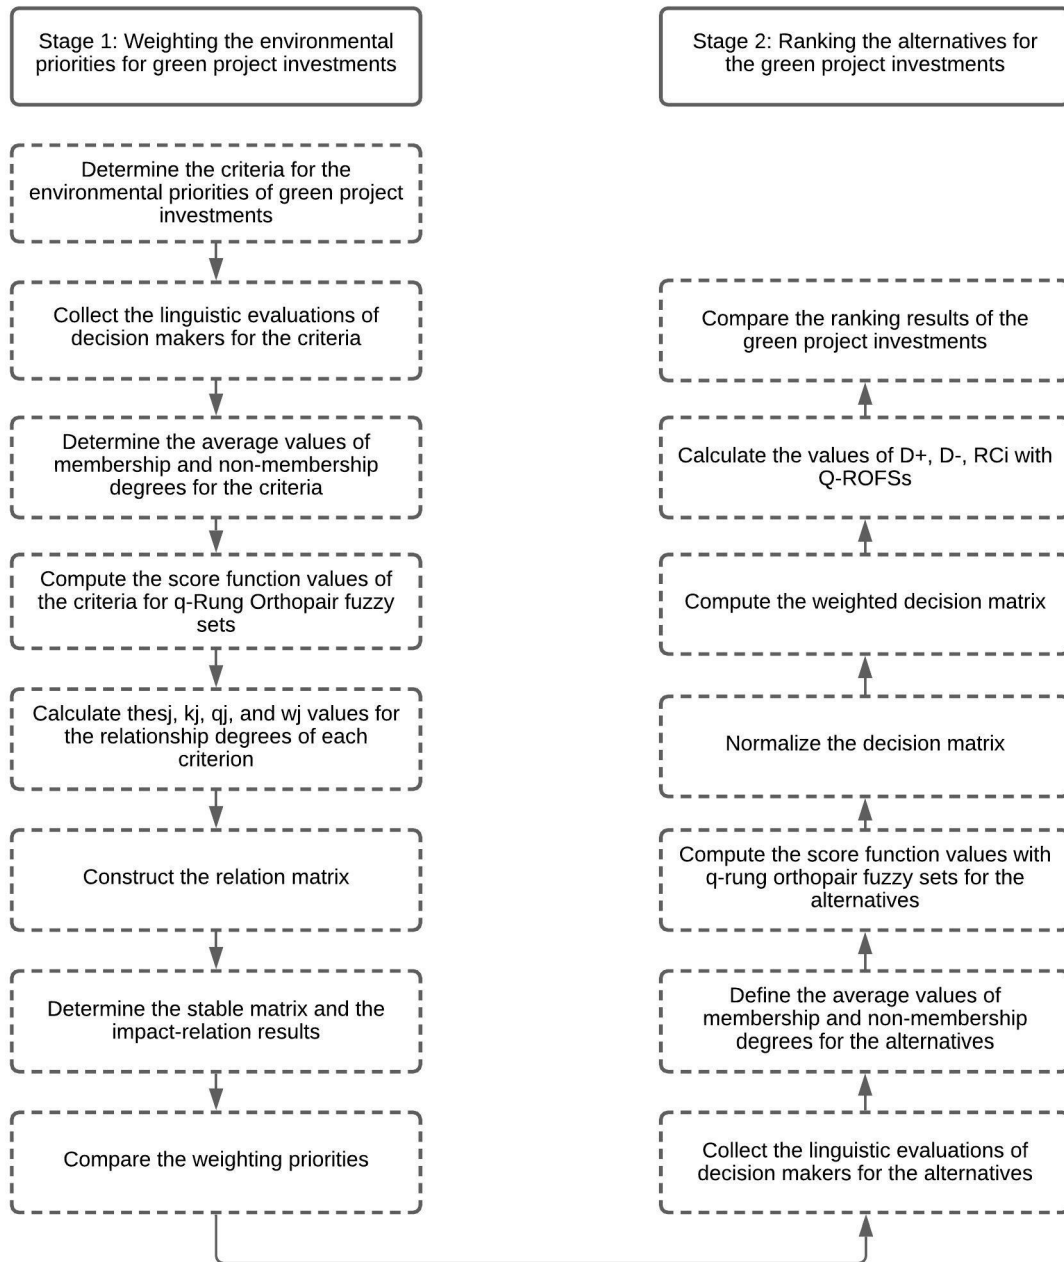 Stage 1: Weighting the environmental
priorities for green project investments
Determine the criteria for the
environmental priorities of green project
investments
Collect the linguistic evaluations of
decision makers for the criteria
Determine the average values of
membership and non-membership
degrees for the criteria
Compute the score function values of
the criteria for q-Rung Orthopair fuzzy
sets
Calculate thesj, kj, qj, and wj values for
the relationship degrees of each
criterion
Construct the relation matrix
Determine the stable matrix and the
impact-relation results
Compare the weighting priorities
Stage 2: Ranking the alternatives for
the green project investments
Compare the ranking results of the
green project investments
Calculate the values of D+, D-, RCi with
Q-ROFSs
Compute the weighted decision matrix
Normalize the decision matrix
Compute the score function values with
q-rung orthopair fuzzy sets for the
alternatives
Define the average values of
membership and non-membership
degrees for the alternatives
Collect the linguistic evaluations of
decision makers for the alternatives